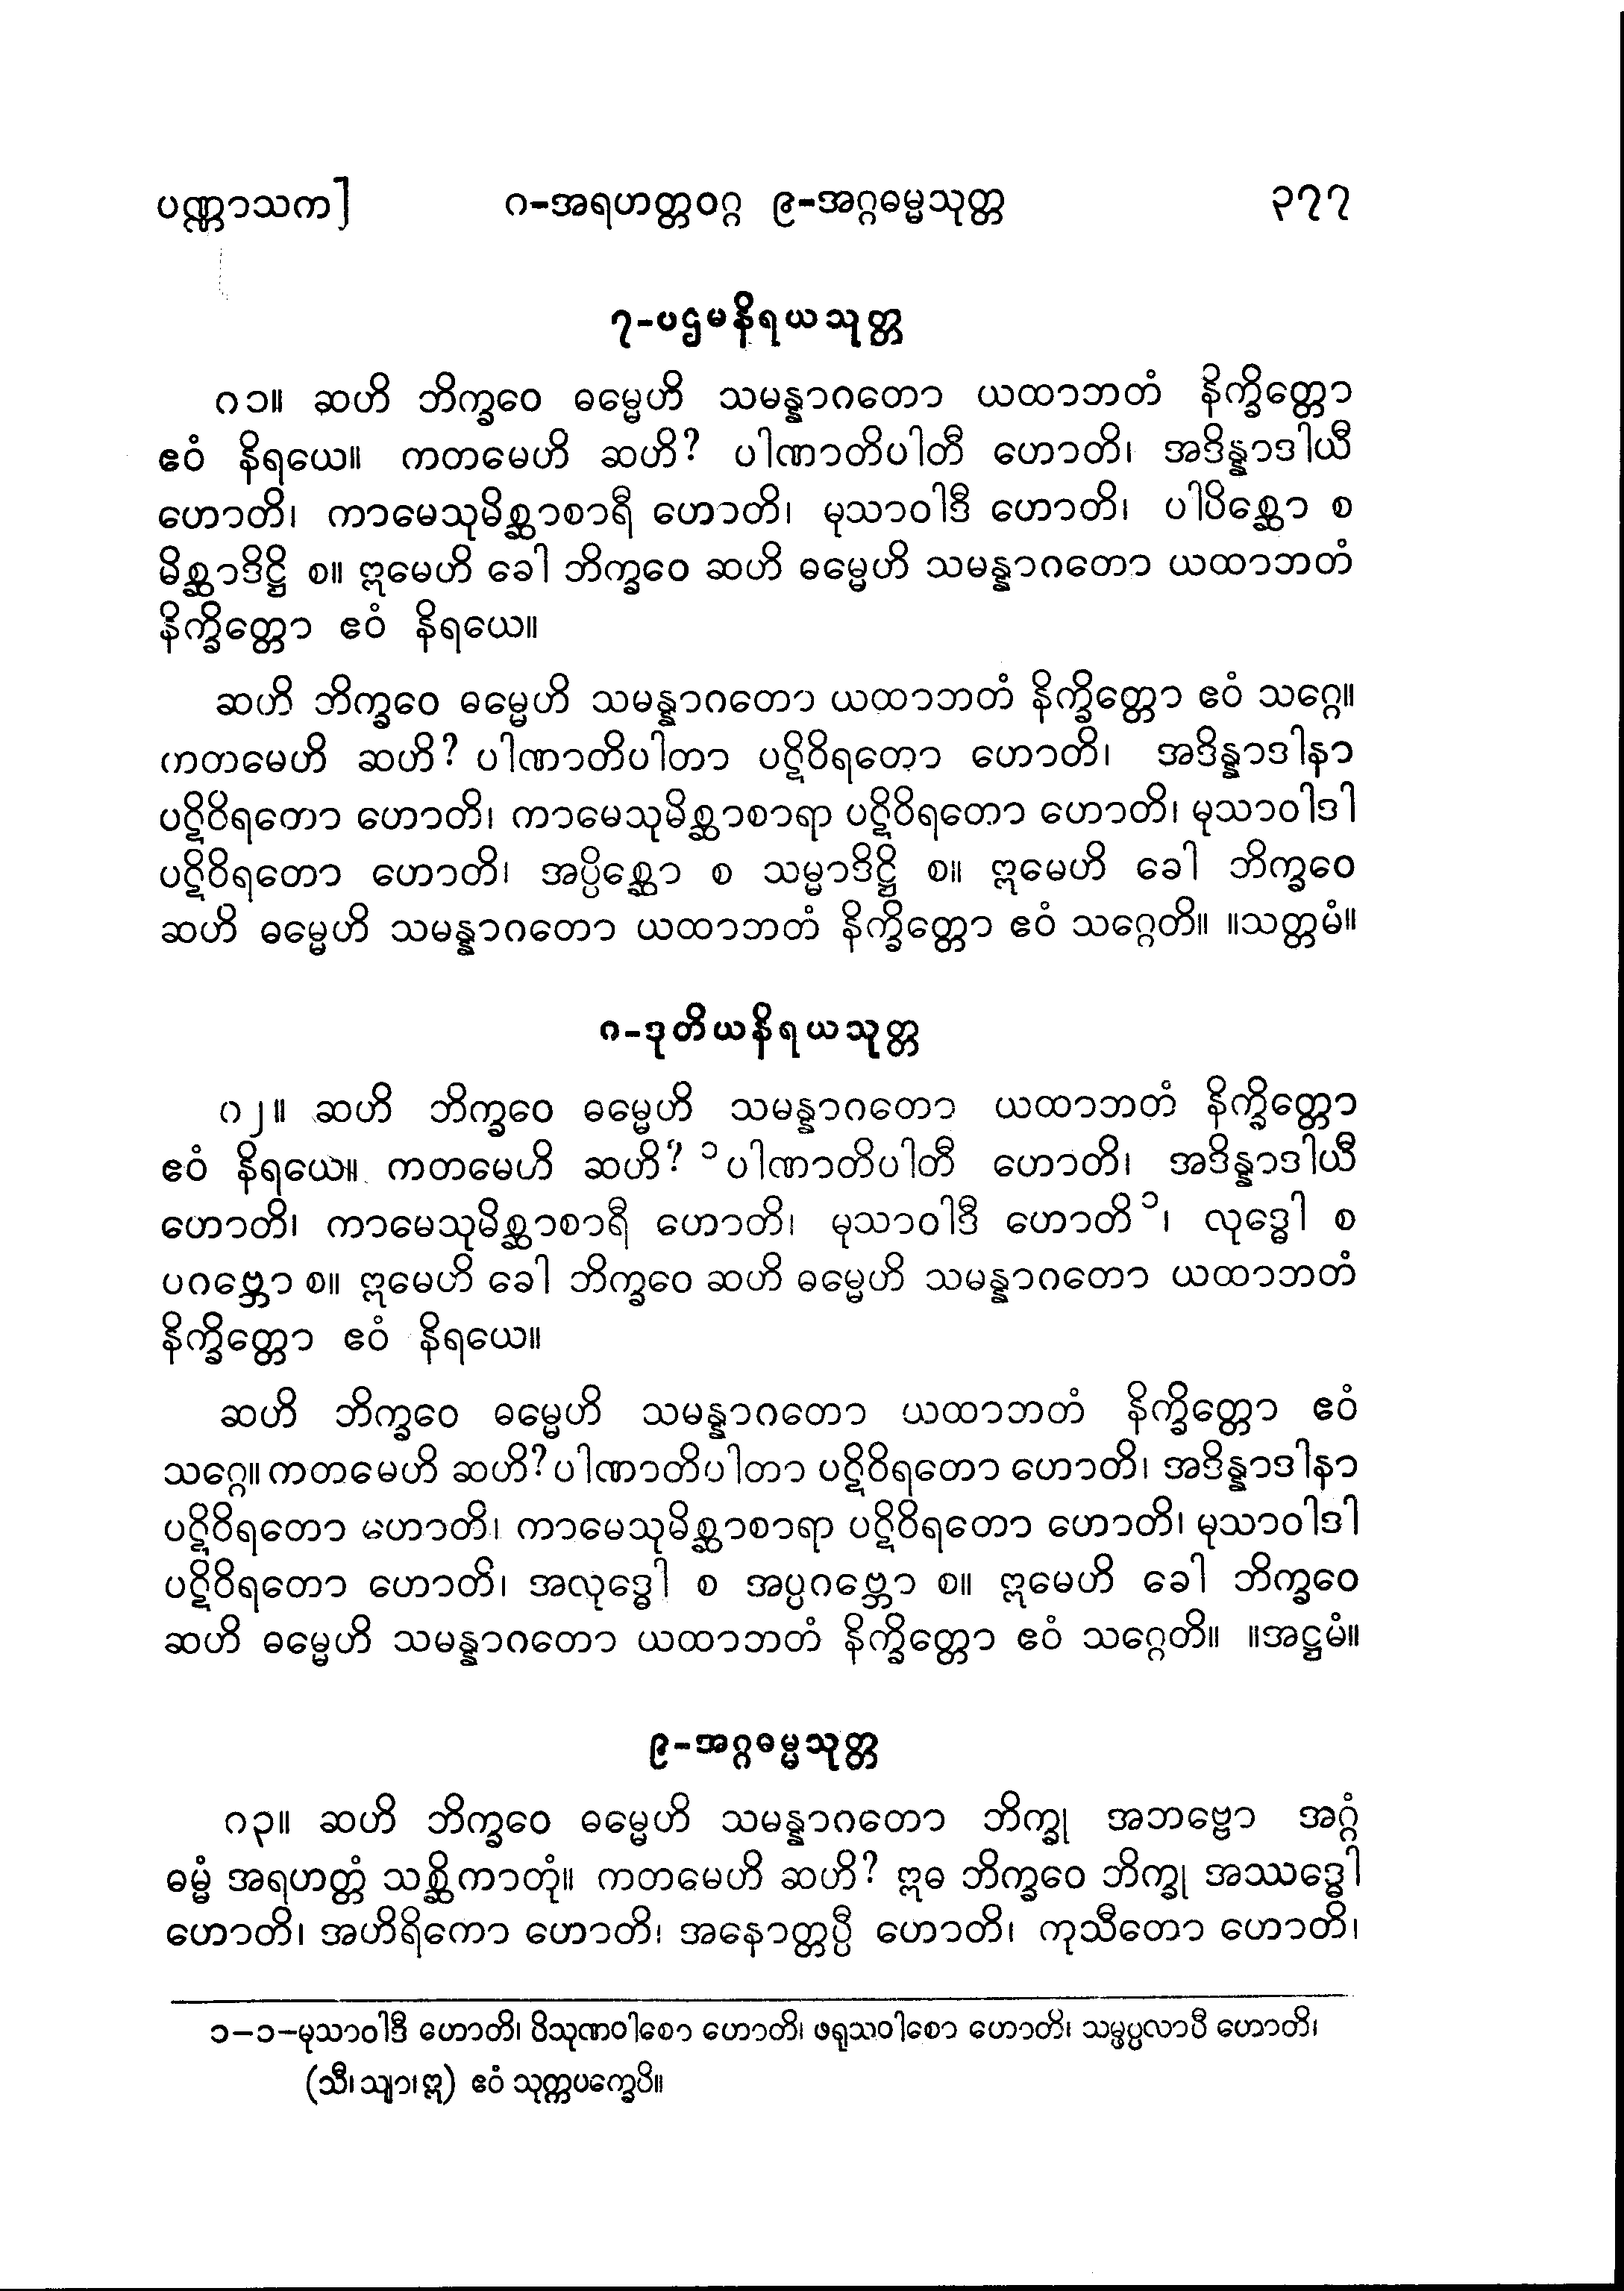 ပဏ္ဏာသက]	၈-အရဟတ္တဝဂ္ဂ ၉-အဂ္ဂဓမ္မသုတ္တ	၃၇၇
၇-ပဌမနိရယသုတ္တ
၈၁။ ဆဟိ ဘိက္ခဝေ ဓမ္မေဟိ သမန္နာဂတော ယထာဘတံ နိက္ခိတ္တော
ဧဝံ နိရယေ။ ကတမေဟိ ဆဟိ? ပါဏာတိပါတီ ဟောတိ၊ အဒိန္နာဒါယီ
ဟောတိ၊ ကာမေသုမိစ္ဆာစာရီ ဟောတိ၊ မုသာဝါဒီ ဟောတိ၊ ပါပိစ္ဆော စ
မိစ္ဆာဒိဋ္ဌိ စ။ ဣမေဟိ ခေါ ဘိက္ခဝေ ဆဟိ ဓမ္မေဟိ သမန္နာဂတော ယထာဘတံ
နိက္ခိတ္တော ဧဝံ နိရယေ။
ဆဟိ ဘိက္ခဝေ ဓမ္မေဟိ သမန္နာဂတော ယထာဘတံ နိက္ခိတ္တော ဧဝံ သဂ္ဂေ။
ကတမေဟိ ဆဟိ? ပါဏာတိပါတာ ပဋိဝိရတော ဟောတိ၊ အဒိန္နာဒါနာ
ပဋိဝိရတော ဟောတိ၊ ကာမေသုမိစ္ဆာစာရာ ပဋိဝိရတော ဟောတိ၊ မုသာဝါဒါ
ပဋိဝိရတော ဟောတိ၊ အပ္ပိစ္ဆော စ သမ္မာဒိဋ္ဌိ စ။ ဣမေဟိ ခေါ ဘိက္ခဝေ
ဆဟိ ဓမ္မေဟိ သမန္နာဂတော ယထာဘတံ နိက္ခိတ္တော ဧဝံ သဂ္ဂေတိ။ ။သတ္တမံ။
၈-ဒုတိယနိရယသုတ္တ
၈၂။ ဆဟိ ဘိက္ခဝေ ဓမ္မေဟိ သမန္နာဂတော ယထာဘတံ နိက္ခိတ္တော
ဧဝံ နိရယေ။ ကတမေဟိ ဆဟိ? ၁ပါဏာတိပါတီ ဟောတိ၊ အဒိန္နာဒါယီ
ဟောတိ၊ ကာမေသုမိစ္ဆာစာရီ ဟောတိ၊ မုသာဝါဒီ ဟောတိ၁၊ လုဒ္ဓေါ စ
ပဂဗ္ဘော စ။ ဣမေဟိ ခေါ ဘိက္ခဝေ ဆဟိ ဓမ္မေဟိ သမန္နာဂတော ယထာဘတံ
နိက္ခိတ္တော ဧဝံ နိရယေ။
ဆဟိ ဘိက္ခဝေ ဓမ္မေဟိ သမန္နာဂတော ယထာဘတံ နိက္ခိတ္တော ဧဝံ
သဂ္ဂေ။ ကတမေဟိ ဆဟိ? ပါဏာတိပါတာ ပဋိဝိရတော ဟောတိ၊ အဒိန္နာဒါနာ
ပဋိဝိရတော ဟောတိ၊ ကာမေသုမိစ္ဆာစာရာ ပဋိဝိရတော ဟောတိ၊ မုသာဝါဒါ
ပဋိဝိရတော ဟောတိ၊ အလုဒ္ဓေါ စ အပ္ပဂဗ္ဘော စ။ ဣမေဟိ ခေါ ဘိက္ခဝေ
ဆဟိ ဓမ္မေဟိ သမန္နာဂတော ယထာဘတံ နိက္ခိတ္တော ဧဝံ သဂ္ဂေတိ။ ။အဋ္ဌမံ။
၉-အဂ္ဂဓမ္မသုတ္တ
၈၃။ ဆဟိ ဘိက္ခဝေ ဓမ္မေဟိ သမန္နာဂတော ဘိက္ခု အဘဗ္ဗော အဂ္ဂံ
ဓမ္မံ အရဟတ္တံ သစ္ဆိကာတုံ။ ကတမေဟိ ဆဟိ? ဣဓ ဘိက္ခဝေ ဘိက္ခု အဿဒ္ဓေါ
ဟောတိ၊ အဟိရိကော ဟောတိ၊ အနောတ္တပ္ပီ ဟောတိ၊ ကုသီတော ဟောတိ၊
၁-၁-မုသာဝါဒီ ဟောတိ၊ ပိသုဏဝါစော ဟောတိ၊ ဖရုသဝါစော ဟောတိ၊ သမ္ဖပ္ပလာပီ ဟောတိ၊
(သီ၊ သျာ၊ ဣ) ဧဝံ သုက္ကပက္ခေပိ။